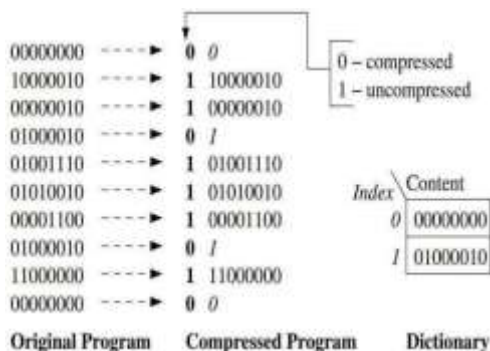 00000000 0 0
10000010 1 10000010
00000010 1 00000010
01000010 0 1
01001110 1 01001110
01010010 1 01010010
00001100 1 00001100
01000010 0 1
11000000 1 11000000
00000000 0 0
0 – compressed
1 – uncompressed
Index Content
0 00000000
1 01000010
Original Program Compressed Program Dictionary